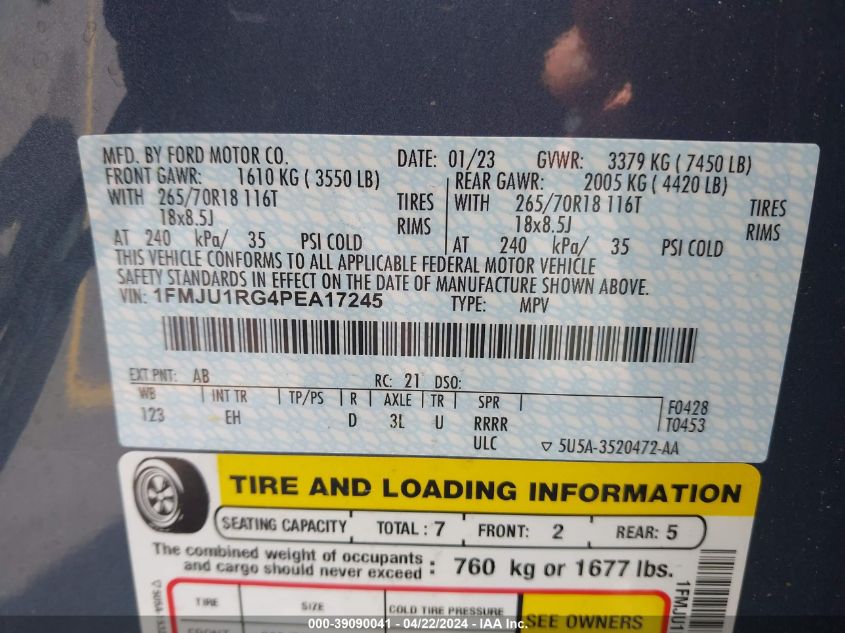 MFD. BY FORD MOTOR CO. DATE: 01/23 GVWR: 3379 KG ( 7450 LB)
FRONT GAWR: 1610 KG ( 3550 LB) REAR GAWR: 2005 KG ( 4420 LB)
WITH 265/70R18 116T TIRES WITH 265/70R18 116T TIRES
18x8.5J RIMS 18x8.5J RIMS
AT 240 kPa/ 35 PSI COLD AT 240 kPa/ 35 PSI COLD
THIS VEHICLE CONFORMS TO ALL APPLICABLE FEDERAL MOTOR VEHICLE
SAFETY STANDARDS IN EFFECT ON THE DATE OF MANUFACTURE SHOWN ABOVE.
VIN: 1FMJU1RG4PEA17245 TYPE: MPV
EXT PNT: AB RC: 21 DSO:
WB INT TR TP/PS R AXLE TR SPR F0428
123 EH D 3L U RRRR T0453
ULC 5U5A-3520472-AA
TIRE AND LOADING INFORMATION
SEATING CAPACITY TOTAL : 7 FRONT: 2 REAR: 5
The combined weight of occupants
and cargo should never exceed : 760 kg or 1677 lbs.
TIRE SIZE COLD TIRE PRESSURE SEE OWNERS
1FMJU1
000-39090041 - 04/22/2024 - IAA Inc.